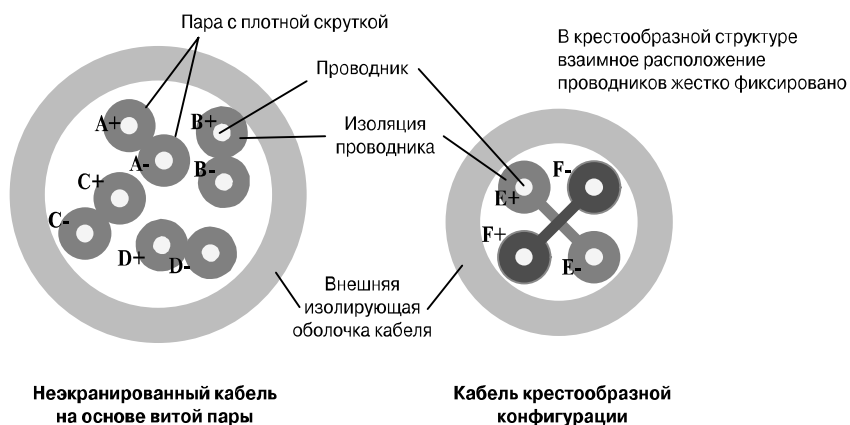 Пара с плотной скруткой
В крестообразной структуре
взаимное расположение
проводников жестко фиксировано
Проводник
Изоляция
проводника
A+
A-
B+
B-
C+
C-
D+
D-
E+
F-
F+
E-
Внешняя
изолирующая
оболочка кабеля
Неэкранированный кабель
на основе витой пары
Кабель крестообразной
конфигурации